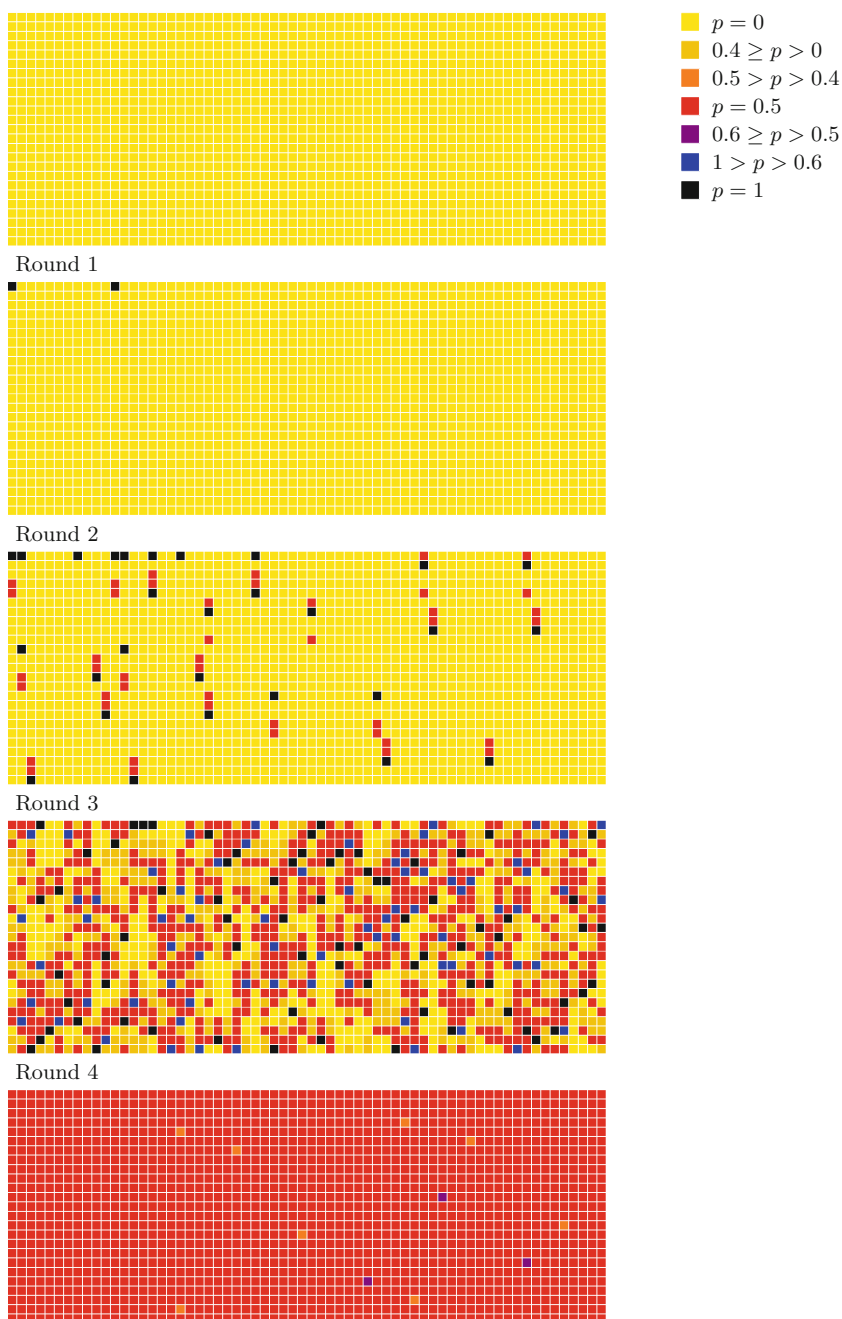 p = 0
0.4 ≥ p > 0
0.5 > p > 0.4
p = 0.5
0.6 ≥ p > 0.5
1 > p > 0.6
p = 1
Round 1
Round 2
Round 3
Round 4